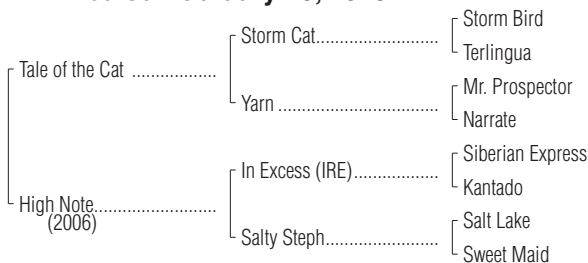 Storm Bird
Storm Cat..............................
Terlingua
Tale of the Cat ..................
Mr. Prospector
Yarn ......................................
Narrate
Siberian Express
In Excess (IRE)....................
Kantado
High Note..........................
(2006)
Salt Lake
Salty Steph..........................
Sweet Maid